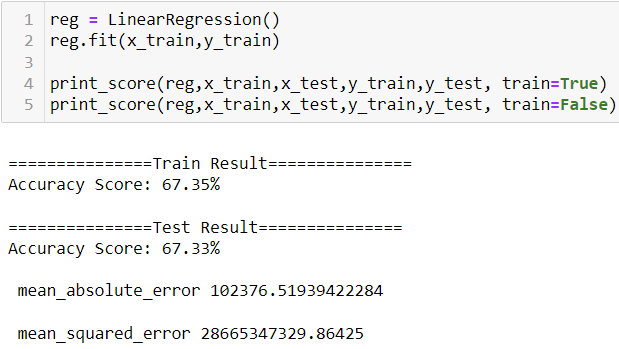 1 reg = LinearRegression()
2 reg.fit(x_train,y_train)
3
4 print_score(reg,x_train,x_test,y_train,y_test, train=True)
5 print_score(reg,x_train,x_test,y_train,y_test, train=False)
===============Train Result===============
Accuracy Score: 67.35%
===============Test Result===============
Accuracy Score: 67.33%
mean_absolute_error 102376.51939422284
mean_squared_error 28665347329.86425